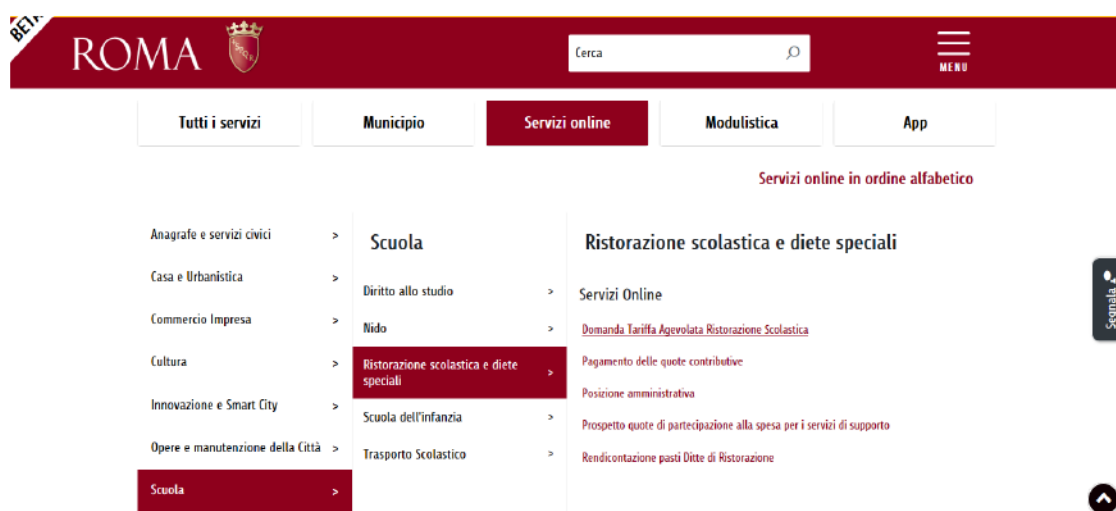 BETA
ROMA
Cerca
MENU
Tutti i servizi
Municipio
Servizi online
Modulistica
App
Servizi online in ordine alfabetico
Anagrafe e servizi civici >
Casa e Urbanistica >
Commercio Impresa >
Cultura >
Innovazione e Smart City >
Opere e manutenzione della Città >
Scuola >
Scuola
Diritto allo studio >
Nido >
Ristorazione scolastica e diete
speciali >
Scuola dell'infanzia >
Trasporto Scolastico >
Ristorazione scolastica e diete speciali
Servizi Online
Domanda Tariffa Agevolata Ristorazione Scolastica
Pagamento delle quote contributive
Posizione amministrativa
Prospetto quote di partecipazione alla spesa per i servizi di supporto
Rendicontazione pasti Ditte di Ristorazione
Segnala